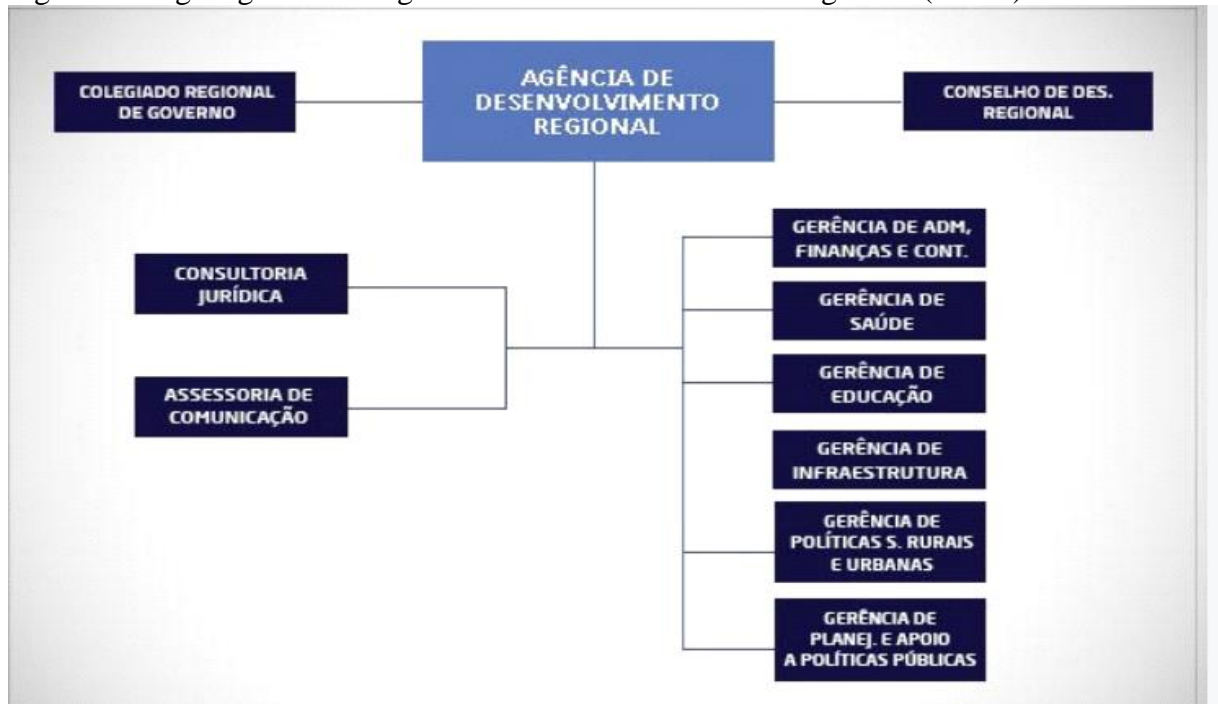 AGÊNCIA DE
DESENVOLVIMENTO
REGIONAL
COLEGIADO REGIONAL
DE GOVERNO
CONSELHO DE DES.
REGIONAL
CONSULTORIA
JURÍDICA
ASSESSORIA DE
COMUNICAÇÃO
GERÊNCIA DE ADM,
FINANÇAS E CONT.
GERÊNCIA DE
SAÚDE
GERÊNCIA DE
EDUCAÇÃO
GERÊNCIA DE
INFRAESTRUTURA
GERÊNCIA DE
POLÍTICAS S. RURAIS
E URBANAS
GERÊNCIA DE
PLANEJ. E APOIO
A POLÍTICAS PÚBLICAS